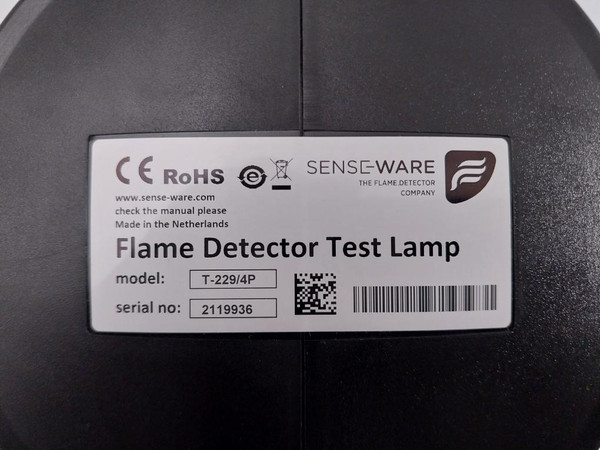 CE RoHS e SENSE-WARE
THE FLAME DETECTOR
COMPANY
www.sense-ware.com
check the manual please
Made in the Netherlands
Flame Detector Test Lamp
model: T-229/4P
serial no: 2119936